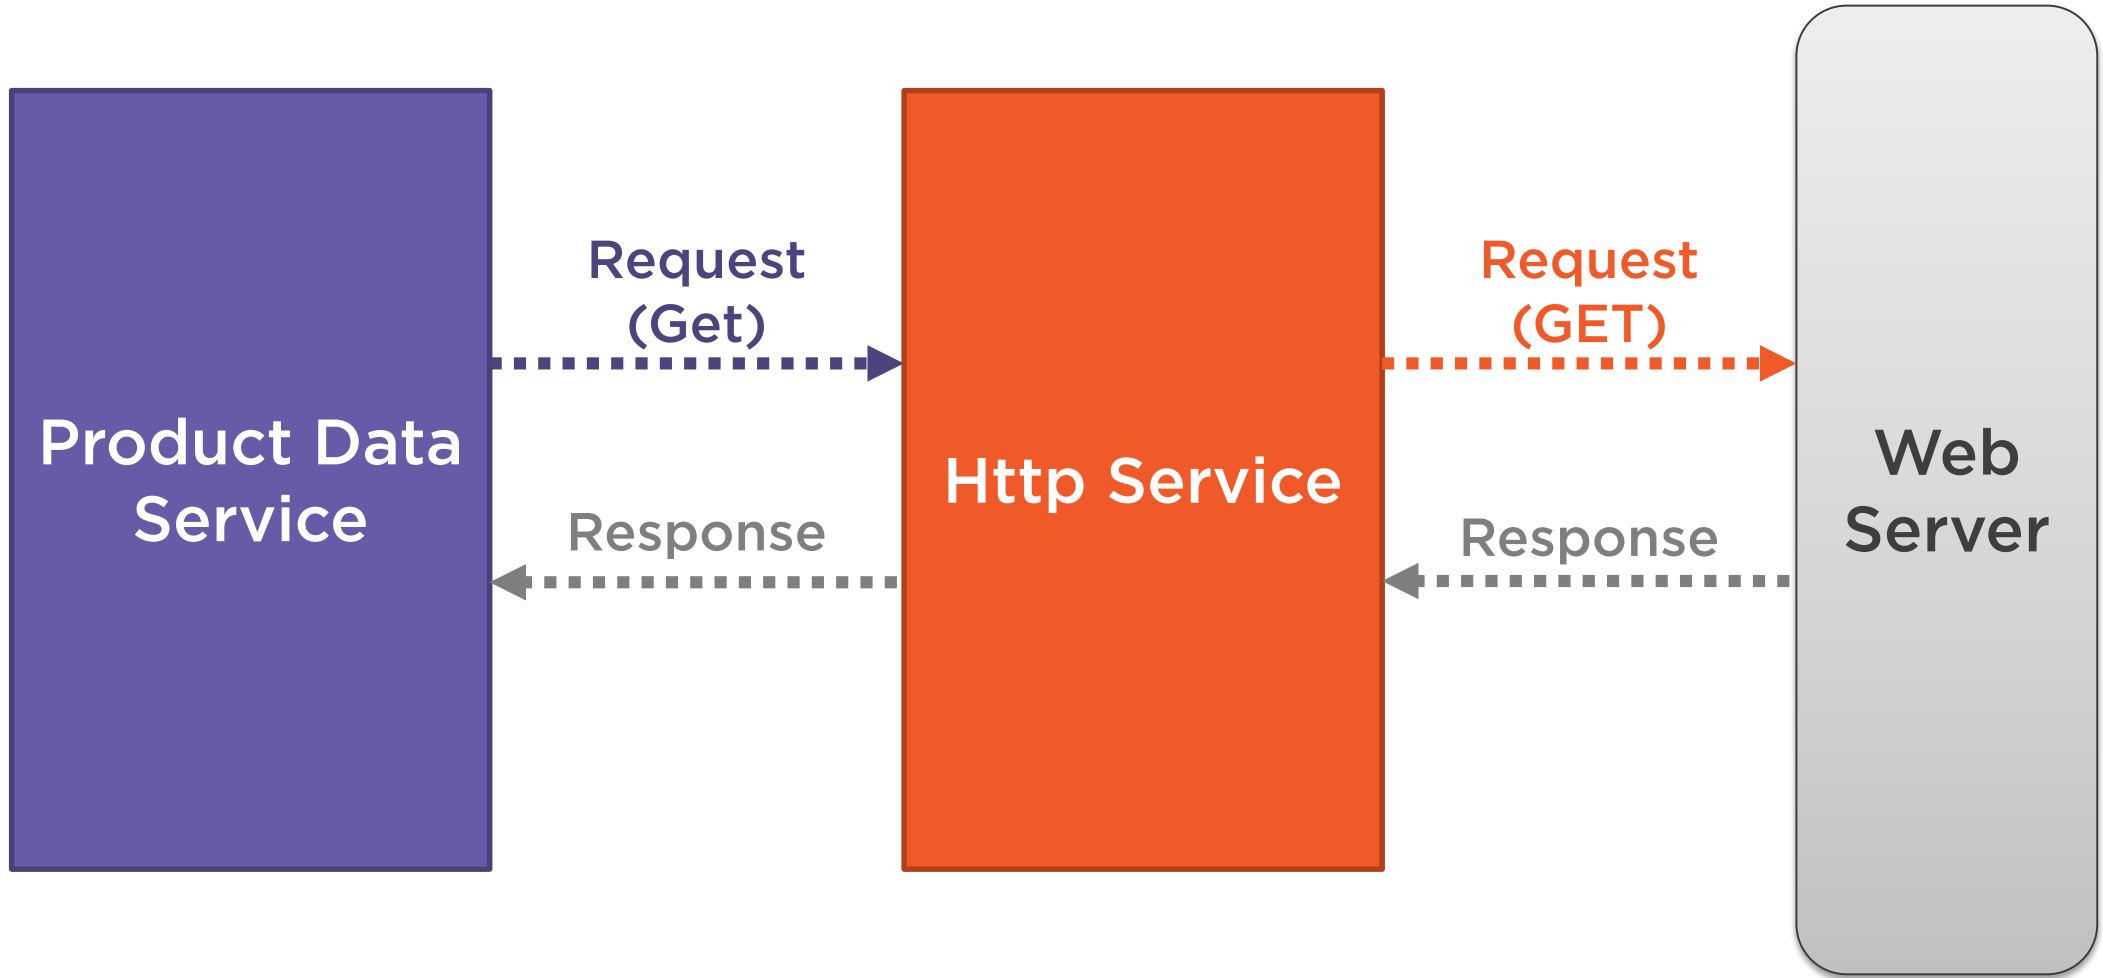 Request
(Get)
Request
(GET)
Product Data
Service
Http Service
Web
Server
Response
Response